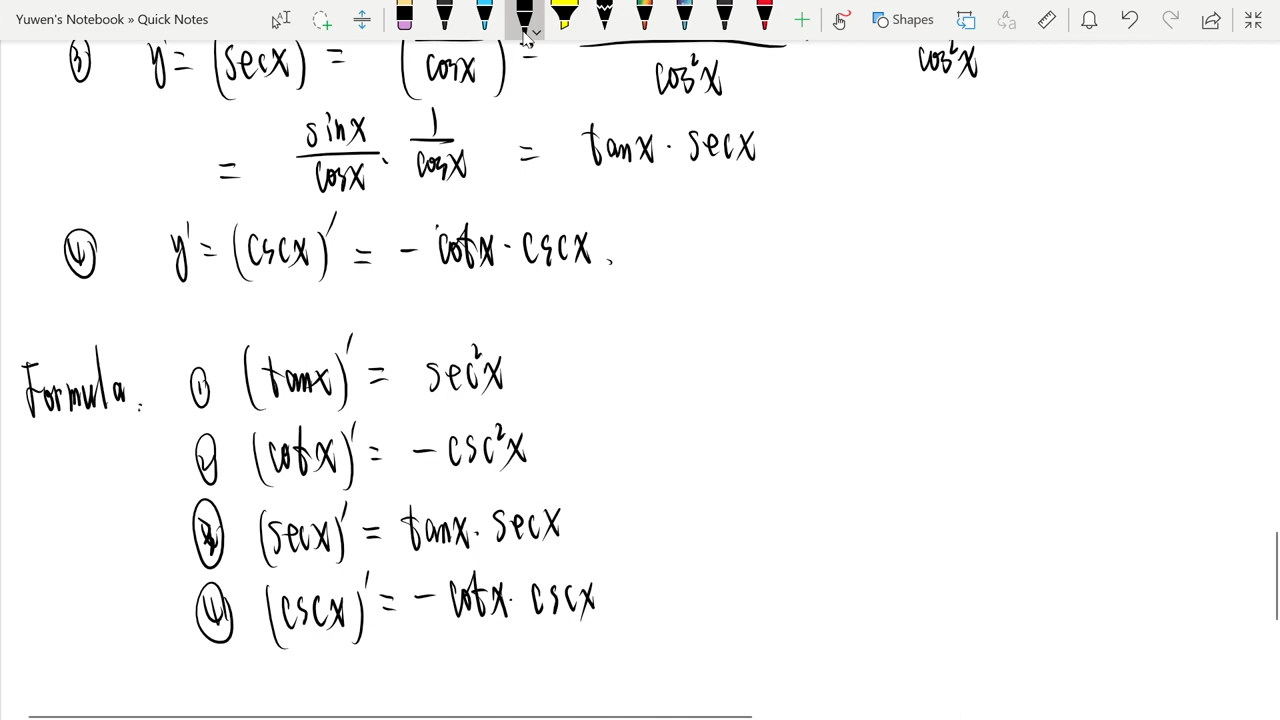 Yuwen's Notebook » Quick Notes
Shapes
③ y' = (secx) = (/cosx) = /cos²x cos²x
= sinx/cosx · 1/cosx = tanx · secx
④ y' = (cscx)' = - cotx · cscx.
Formula. ① (tanx)' = sec²x
② (cotx)' = - csc²x
③ (secx)' = tanx · secx
④ (cscx)' = - cotx · cscx